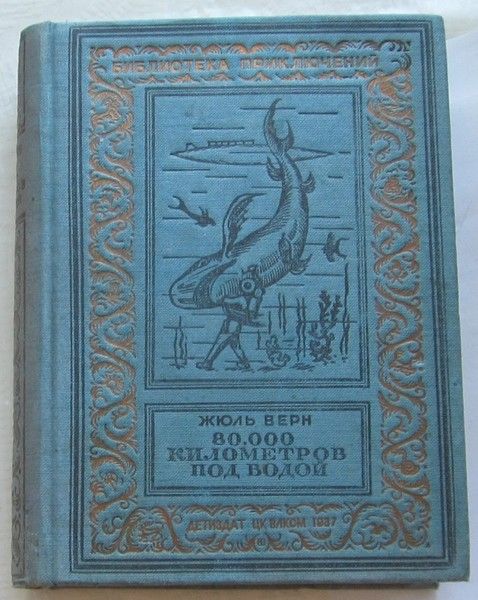 БИБЛИОТЕКА ПРИКЛЮЧЕНИЙ
ЖЮЛЬ ВЕРН
80.000
КИЛОМЕТРОВ
ПОД ВОДОЙ
ДЕТИЗДАТ ЦК ВЛКСМ 1937